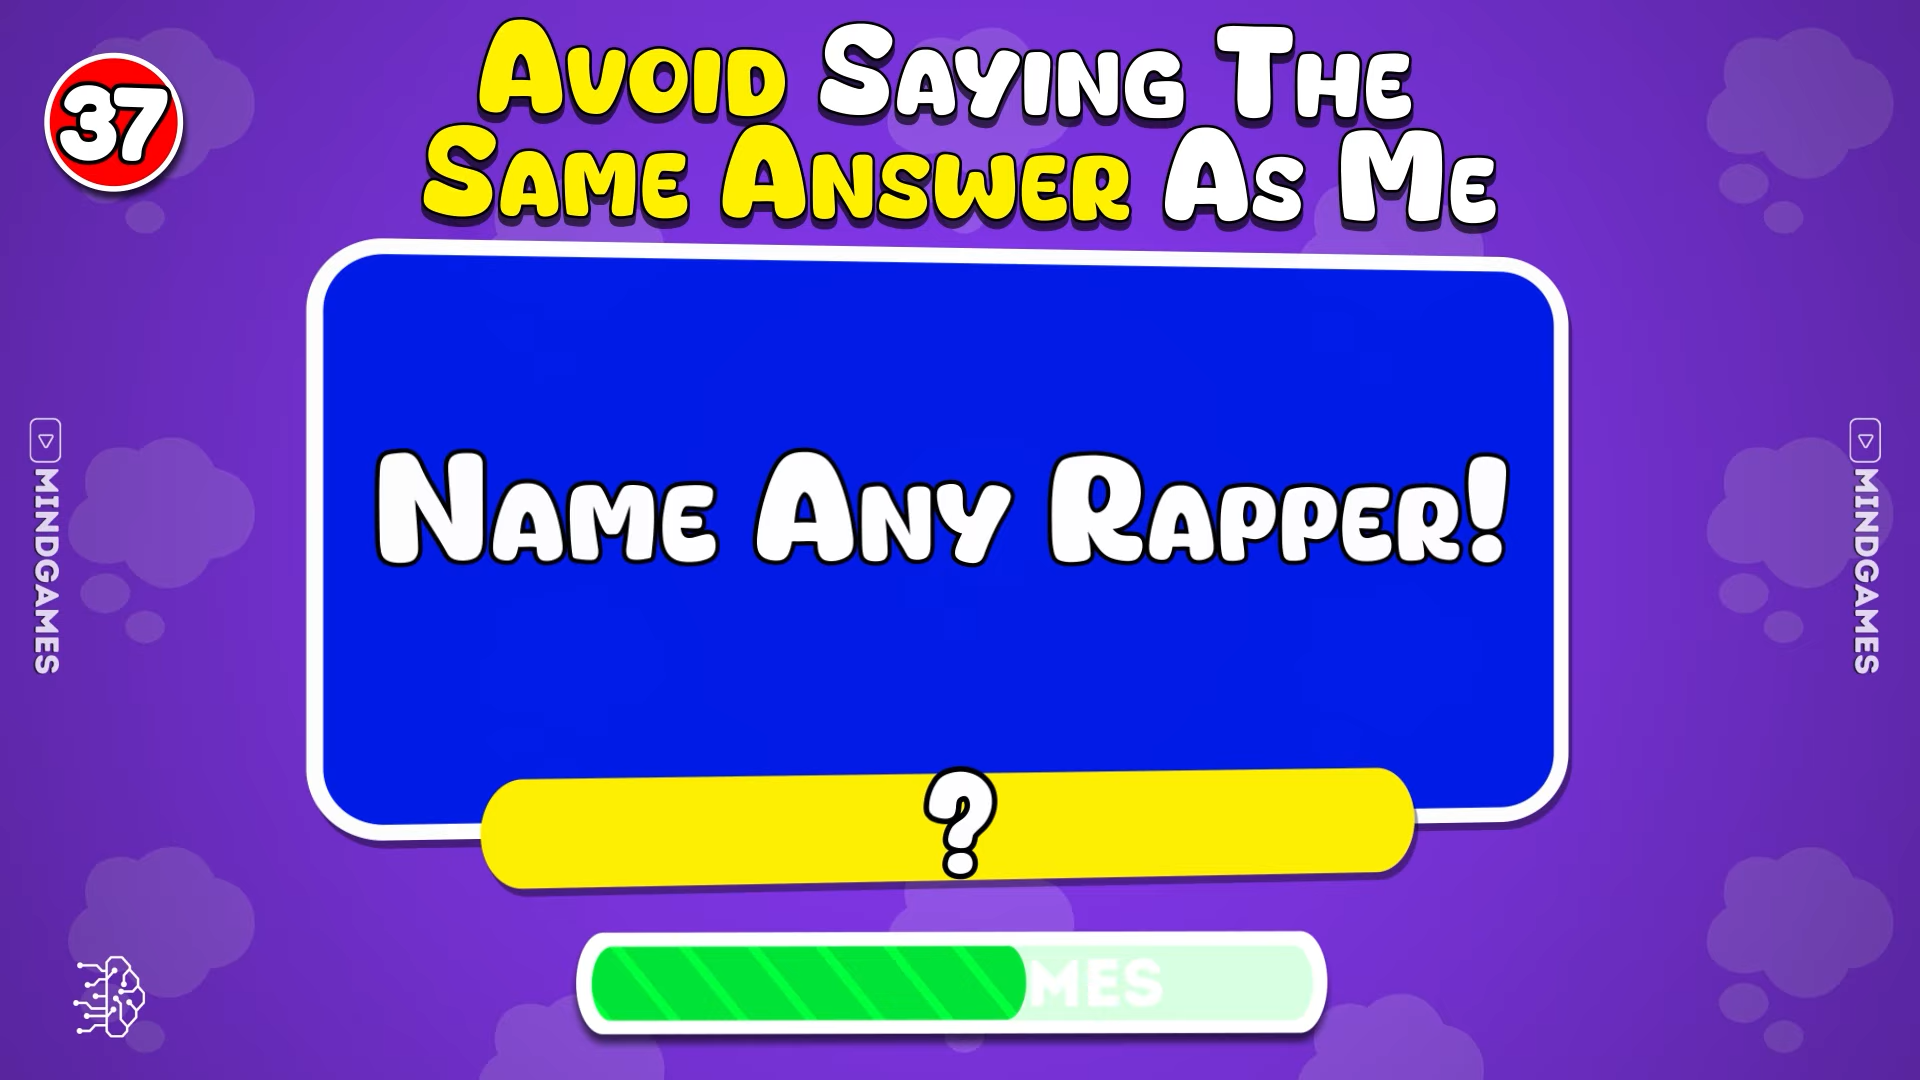 37
Avoid Saying The
Same Answer As Me
MINDGAMES
MINDGAMES
Name Any Rapper!
?
MES